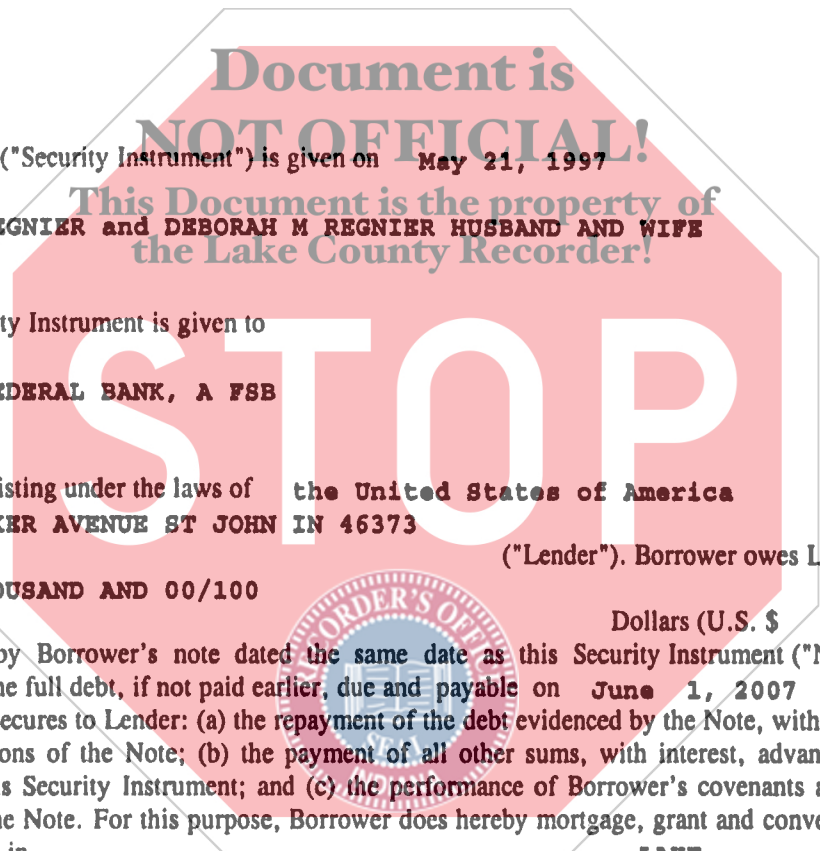 Document is
NOT OFFICIAL!
("Security Instrument") is given on May 21, 1997
This Document is the property of
EGNIER and DEBORAH M REGNIER HUSBAND AND WIFE
the Lake County Recorder!
ty Instrument is given to
STOP
EDERAL BANK, A FSB
isting under the laws of the United States of America
KER AVENUE ST JOHN IN 46373
("Lender"). Borrower owes L
OUSAND AND 00/100
Dollars (U.S. $
by Borrower's note dated the same date as this Security Instrument ("N
he full debt, if not paid earlier, due and payable on June 1, 2007
ecures to Lender: (a) the repayment of the debt evidenced by the Note, with
ons of the Note; (b) the payment of all other sums, with interest, advan
s Security Instrument; and (c) the performance of Borrower's covenants a
he Note. For this purpose, Borrower does hereby mortgage, grant and conve
in
RECORDER'S OFFICE
SEAL
INDIANA